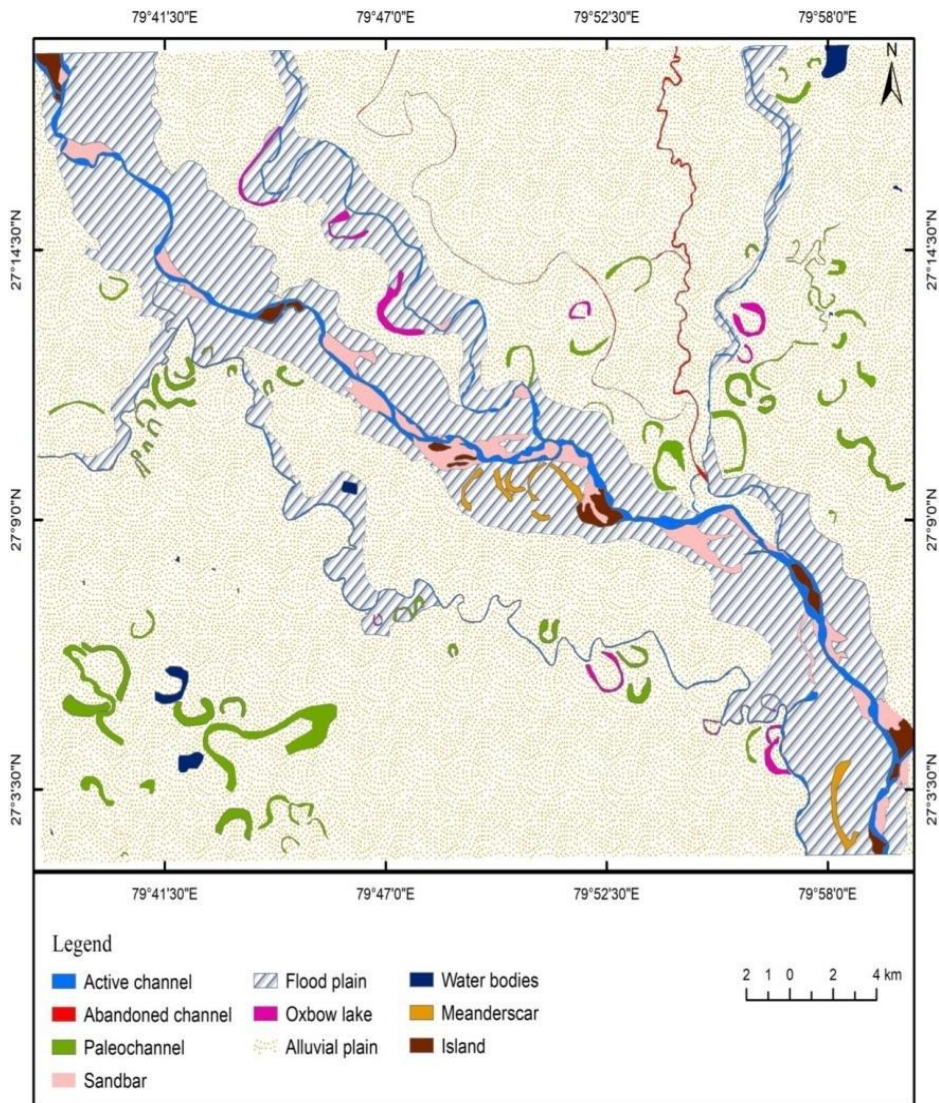 79°41'30"E 79°47'0"E 79°52'30"E 79°58'0"E
N
27°14'30"N 27°14'30"N
27°9'0"N 27°9'0"N
27°3'30"N 27°3'30"N
79°41'30"E 79°47'0"E 79°52'30"E 79°58'0"E
Legend
Active channel Flood plain Water bodies
Abandoned channel Oxbow lake Meanderscar
Paleochannel Alluvial plain Island
Sandbar
2 1 0 2 4 km